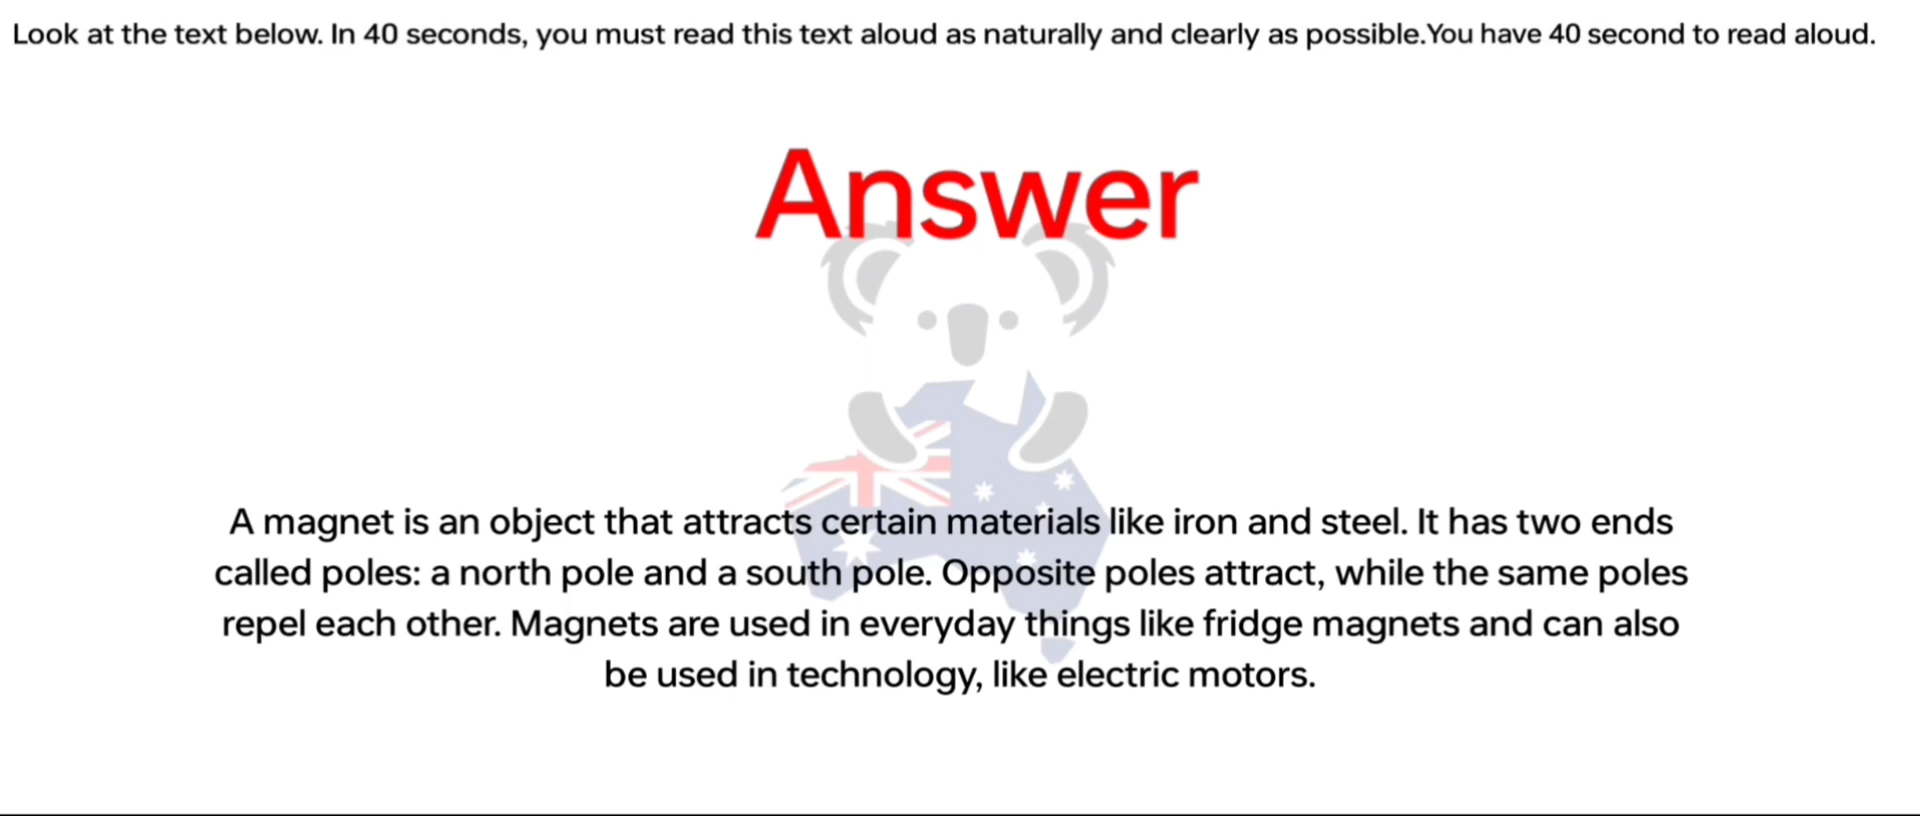 Look at the text below. In 40 seconds, you must read this text aloud as naturally and clearly as possible.You have 40 second to read aloud.
Answer
A magnet is an object that attracts certain materials like iron and steel. It has two ends
called poles: a north pole and a south pole. Opposite poles attract, while the same poles
repel each other. Magnets are used in everyday things like fridge magnets and can also
be used in technology, like electric motors.